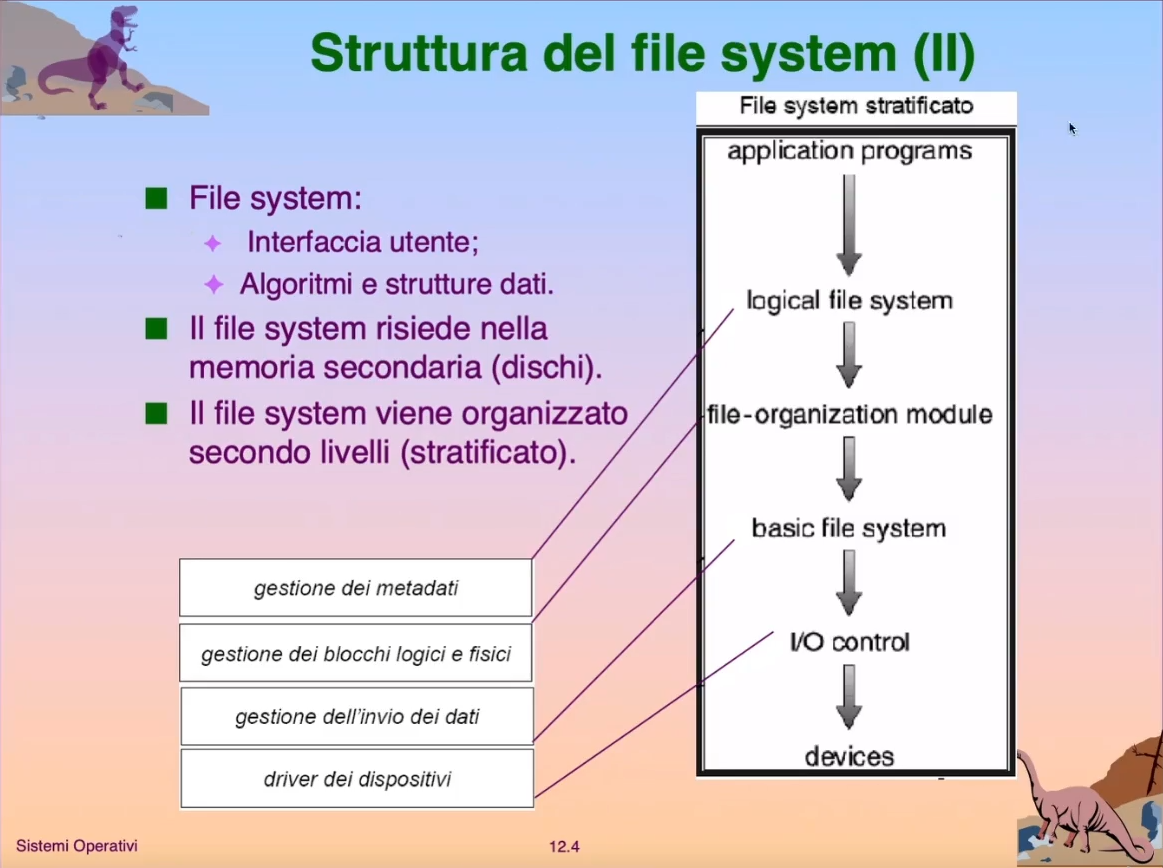 Struttura del file system (II)
File system:
Interfaccia utente;
Algoritmi e strutture dati.
Il file system risiede nella
memoria secondaria (dischi).
Il file system viene organizzato
secondo livelli (stratificato).
gestione dei metadati
gestione dei blocchi logici e fisici
gestione dell'invio dei dati
driver dei dispositivi
File system stratificato
application programs
logical file system
file-organization module
basic file system
I/O control
devices
Sistemi Operativi
12.4